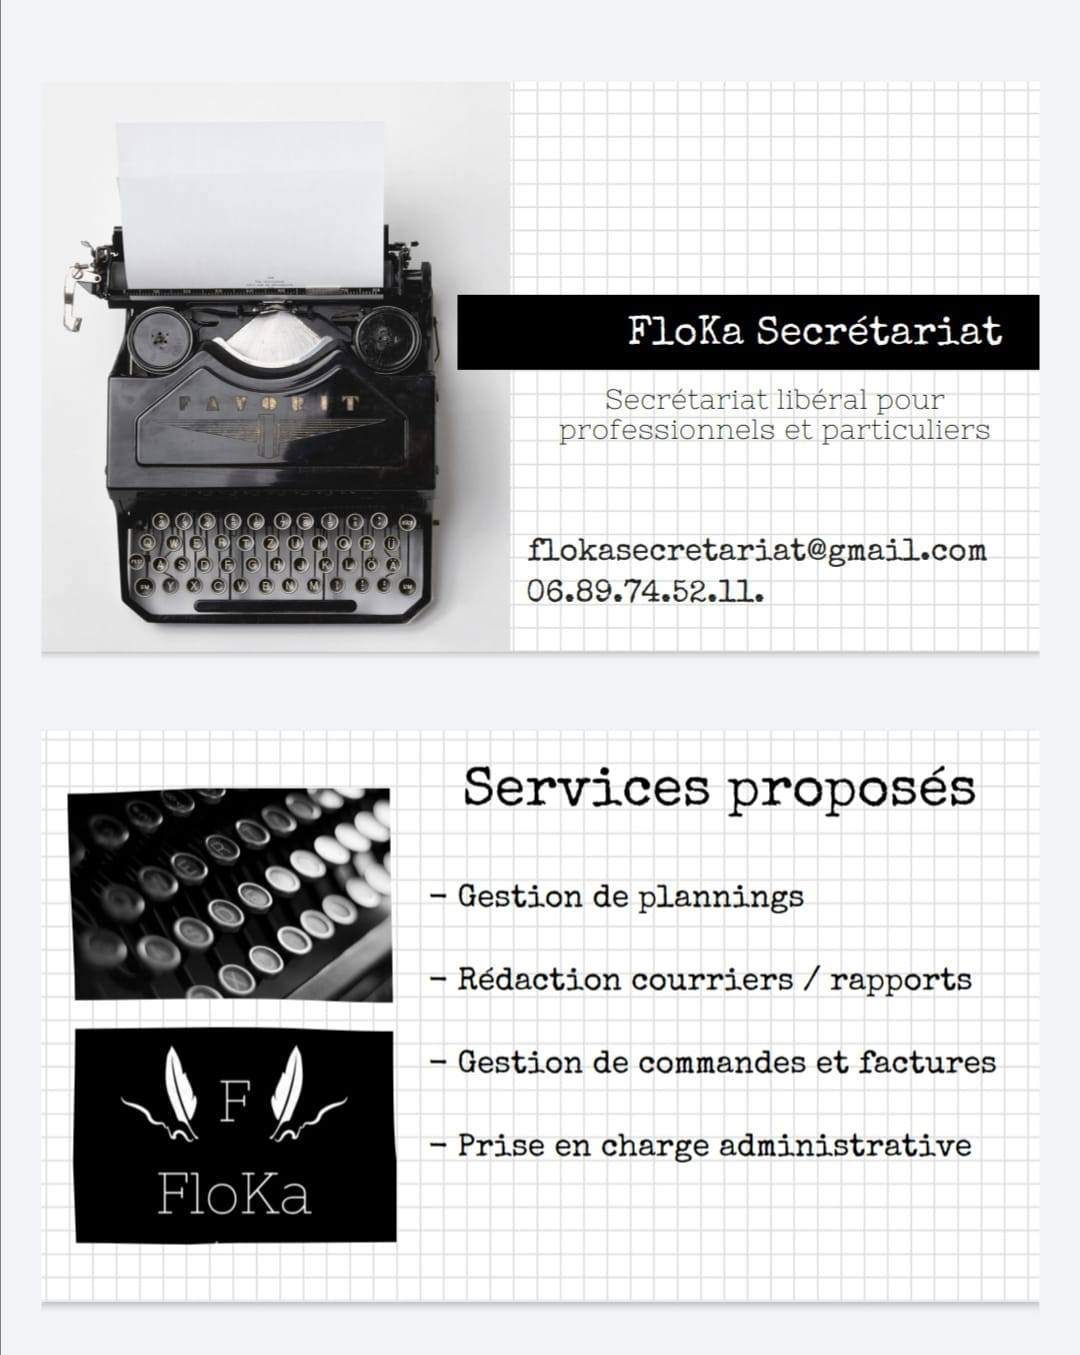 FAVORIT
FloKa Secrétariat
Secrétariat libéral pour
professionnels et particuliers
flokasecretariat@gmail.com
06.89.74.52.11.
Services proposés
- Gestion de plannings
- Rédaction courriers / rapports
- Gestion de commandes et factures
- Prise en charge administrative
F
FloKa